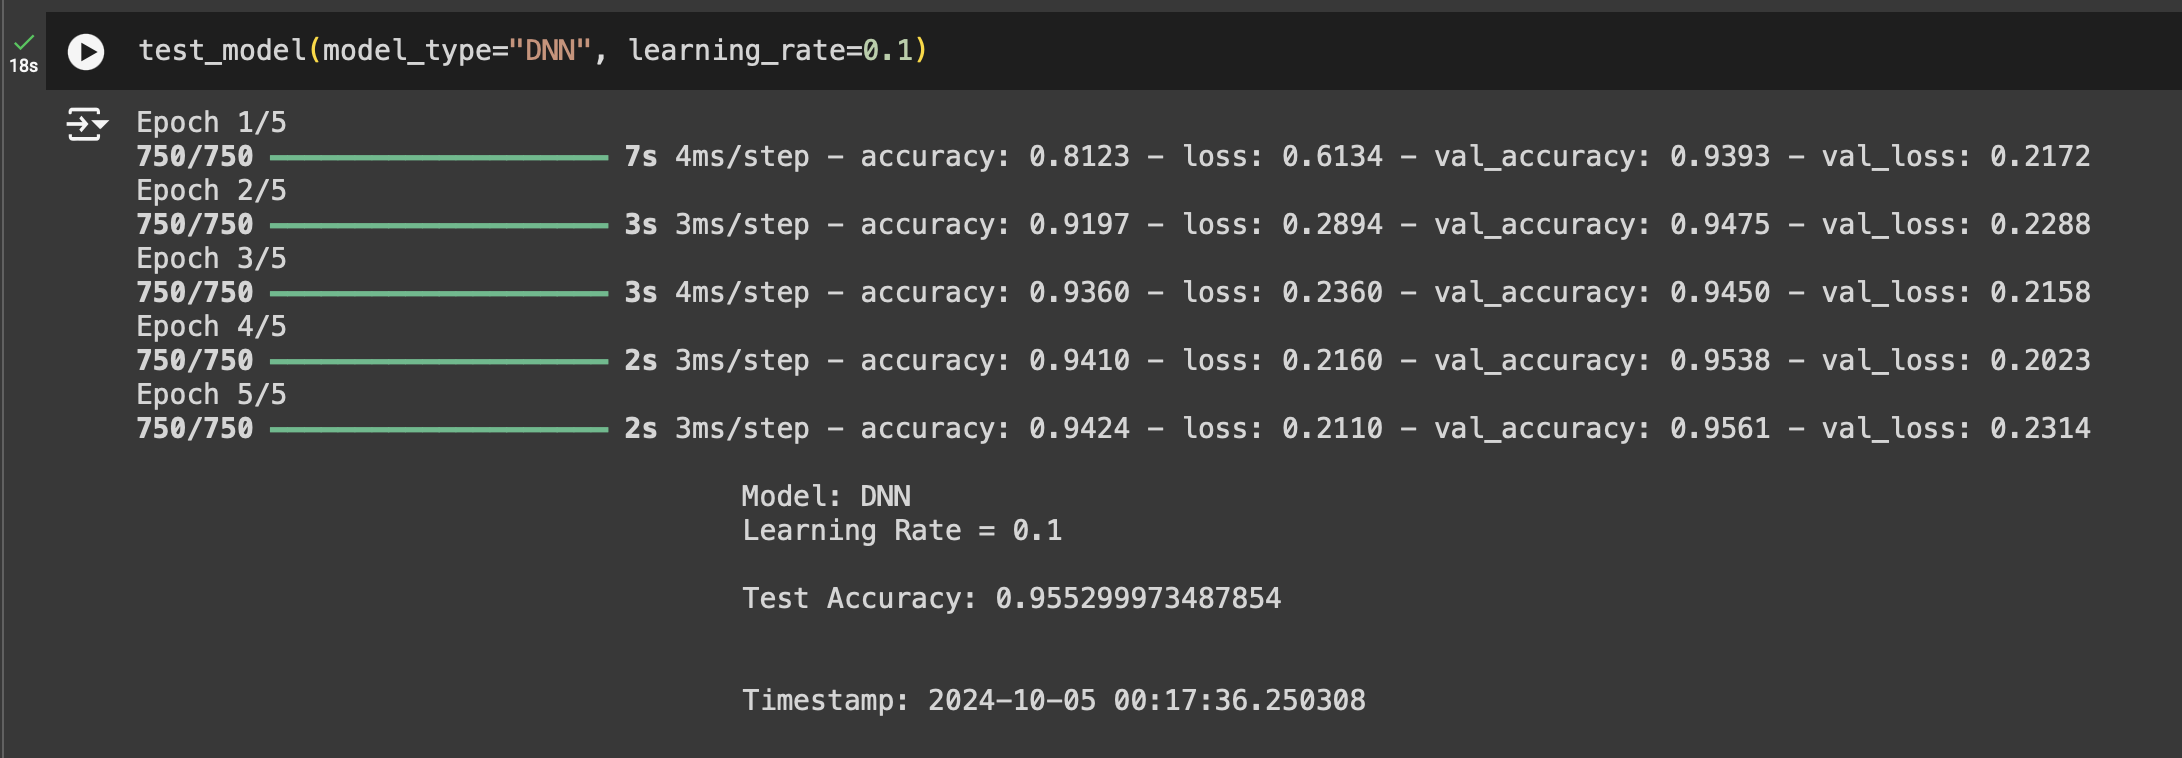 test_model(model_type="DNN", learning_rate=0.1)
18s
Epoch 1/5
750/750 ━━━━━━━━━━━━━━━━━━━━ 7s 4ms/step - accuracy: 0.8123 - loss: 0.6134 - val_accuracy: 0.9393 - val_loss: 0.2172
Epoch 2/5
750/750 ━━━━━━━━━━━━━━━━━━━━ 3s 3ms/step - accuracy: 0.9197 - loss: 0.2894 - val_accuracy: 0.9475 - val_loss: 0.2288
Epoch 3/5
750/750 ━━━━━━━━━━━━━━━━━━━━ 3s 4ms/step - accuracy: 0.9360 - loss: 0.2360 - val_accuracy: 0.9450 - val_loss: 0.2158
Epoch 4/5
750/750 ━━━━━━━━━━━━━━━━━━━━ 2s 3ms/step - accuracy: 0.9410 - loss: 0.2160 - val_accuracy: 0.9538 - val_loss: 0.2023
Epoch 5/5
750/750 ━━━━━━━━━━━━━━━━━━━━ 2s 3ms/step - accuracy: 0.9424 - loss: 0.2110 - val_accuracy: 0.9561 - val_loss: 0.2314
Model: DNN
Learning Rate = 0.1
Test Accuracy: 0.955299973487854
Timestamp: 2024-10-05 00:17:36.250308